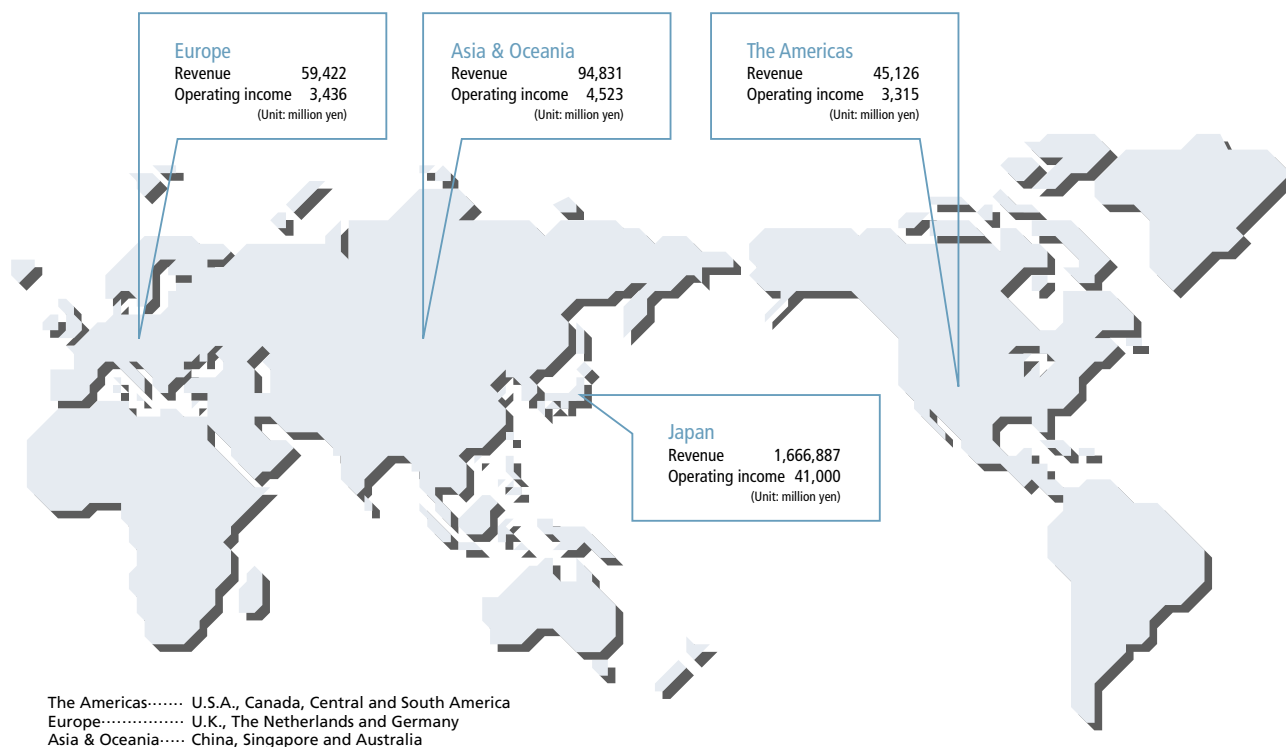 Europe
Revenue 59,422
Operating income 3,436
(Unit: million yen)
Asia & Oceania
Revenue 94,831
Operating income 4,523
(Unit: million yen)
The Americas
Revenue 45,126
Operating income 3,315
(Unit: million yen)
Japan
Revenue 1,666,887
Operating income 41,000
(Unit: million yen)
The Americas······· U.S.A., Canada, Central and South America
Europe················ U.K., The Netherlands and Germany
Asia & Oceania····· China, Singapore and Australia